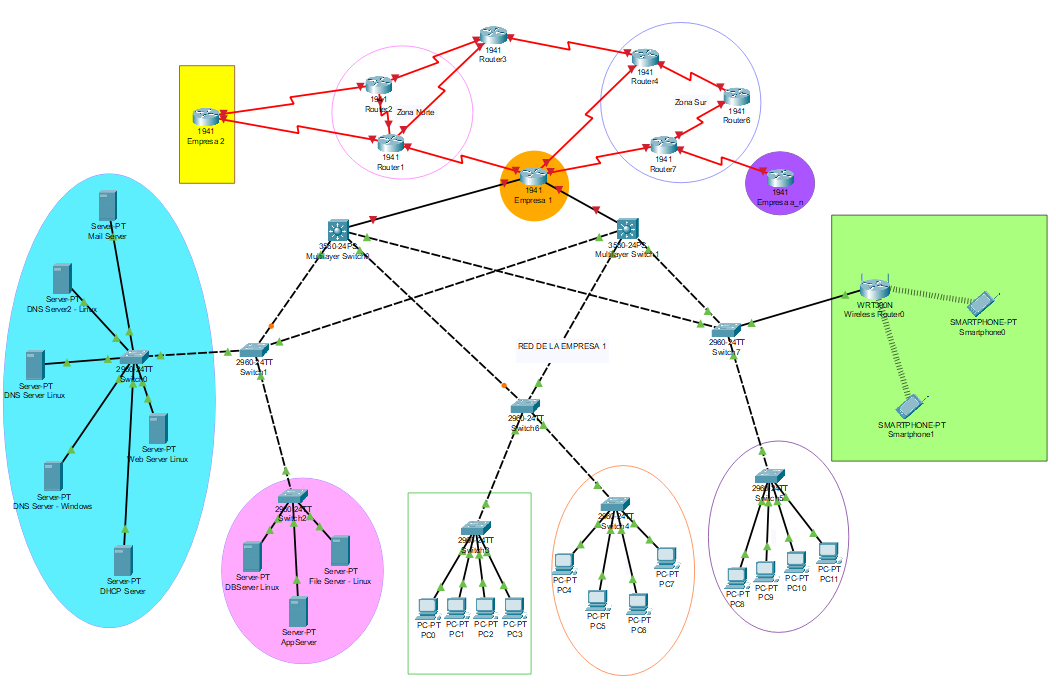 1941
Router3
1941
Router4
1941
Router2
Zona Norte
Zona Sur
1941
Router6
1941
Empresa 2
1941
Router1
1941
Router7
1941
Empresa 1
1941
Empresa a_n
Server-PT
Mail Server
3560-24PS
Multilayer Switch0
3560-24PS
Multilayer Switch1
Server-PT
DNS Server2 - Linux
WRT300N
Wireless Router0
SMARTPHONE-PT
Smartphone0
2960-24TT
Switch7
RED DE LA EMPRESA 1
2960-24TT
Switch0
2960-24TT
Switch1
Server-PT
DNS Server Linux
2960-24TT
Switch6
SMARTPHONE-PT
Smartphone1
Server-PT
Web Server Linux
Server-PT
DNS Server - Windows
2960-24TT
Switch5
2960-24TT
Switch2
2960-24TT
Switch4
2960-24TT
Switch3
Server-PT
DHCP Server
Server-PT
DBServer Linux
Server-PT
File Server - Linux
Server-PT
AppServer
PC-PT
PC0
PC-PT
PC1
PC-PT
PC2
PC-PT
PC3
PC-PT
PC4
PC-PT
PC5
PC-PT
PC6
PC-PT
PC7
PC-PT
PC8
PC-PT
PC9
PC-PT
PC10
PC-PT
PC11